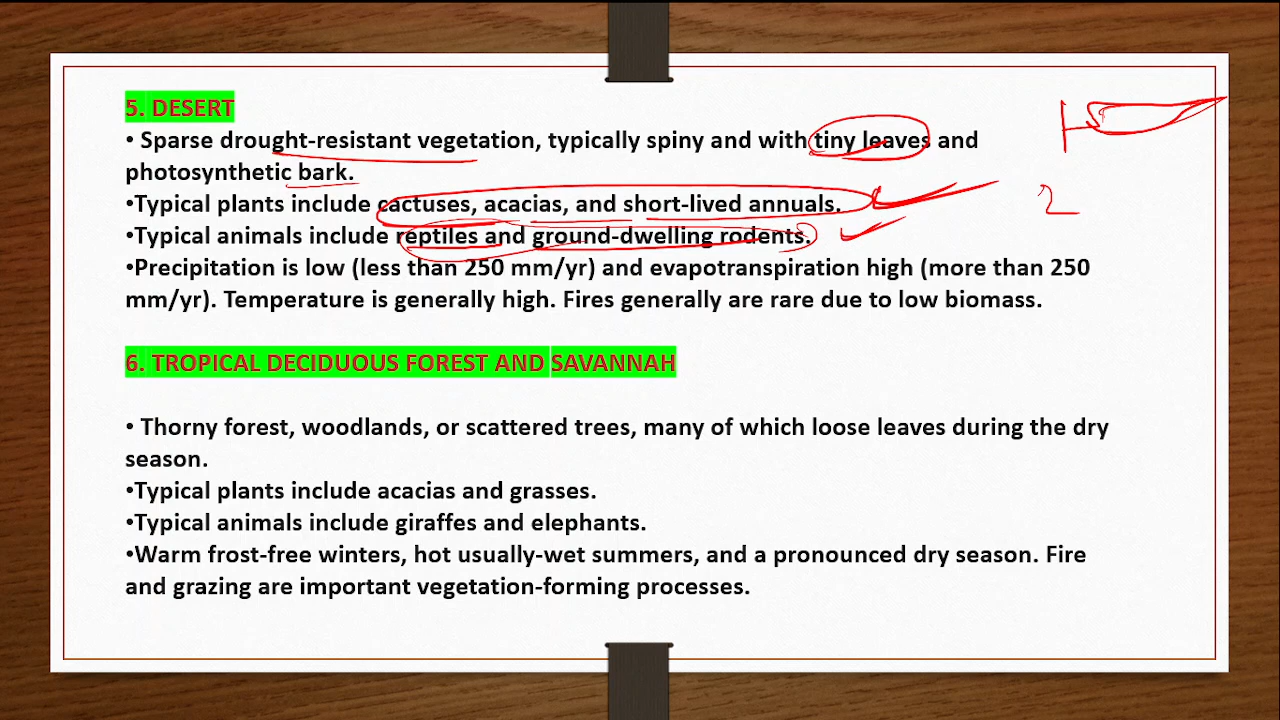 5. DESERT
• Sparse drought-resistant vegetation, typically spiny and with tiny leaves and
photosynthetic bark.
•Typical plants include cactuses, acacias, and short-lived annuals.
2
•Typical animals include reptiles and ground-dwelling rodents.
•Precipitation is low (less than 250 mm/yr) and evapotranspiration high (more than 250
mm/yr). Temperature is generally high. Fires generally are rare due to low biomass.
6. TROPICAL DECIDUOUS FOREST AND SAVANNAH
• Thorny forest, woodlands, or scattered trees, many of which loose leaves during the dry
season.
•Typical plants include acacias and grasses.
•Typical animals include giraffes and elephants.
•Warm frost-free winters, hot usually-wet summers, and a pronounced dry season. Fire
and grazing are important vegetation-forming processes.